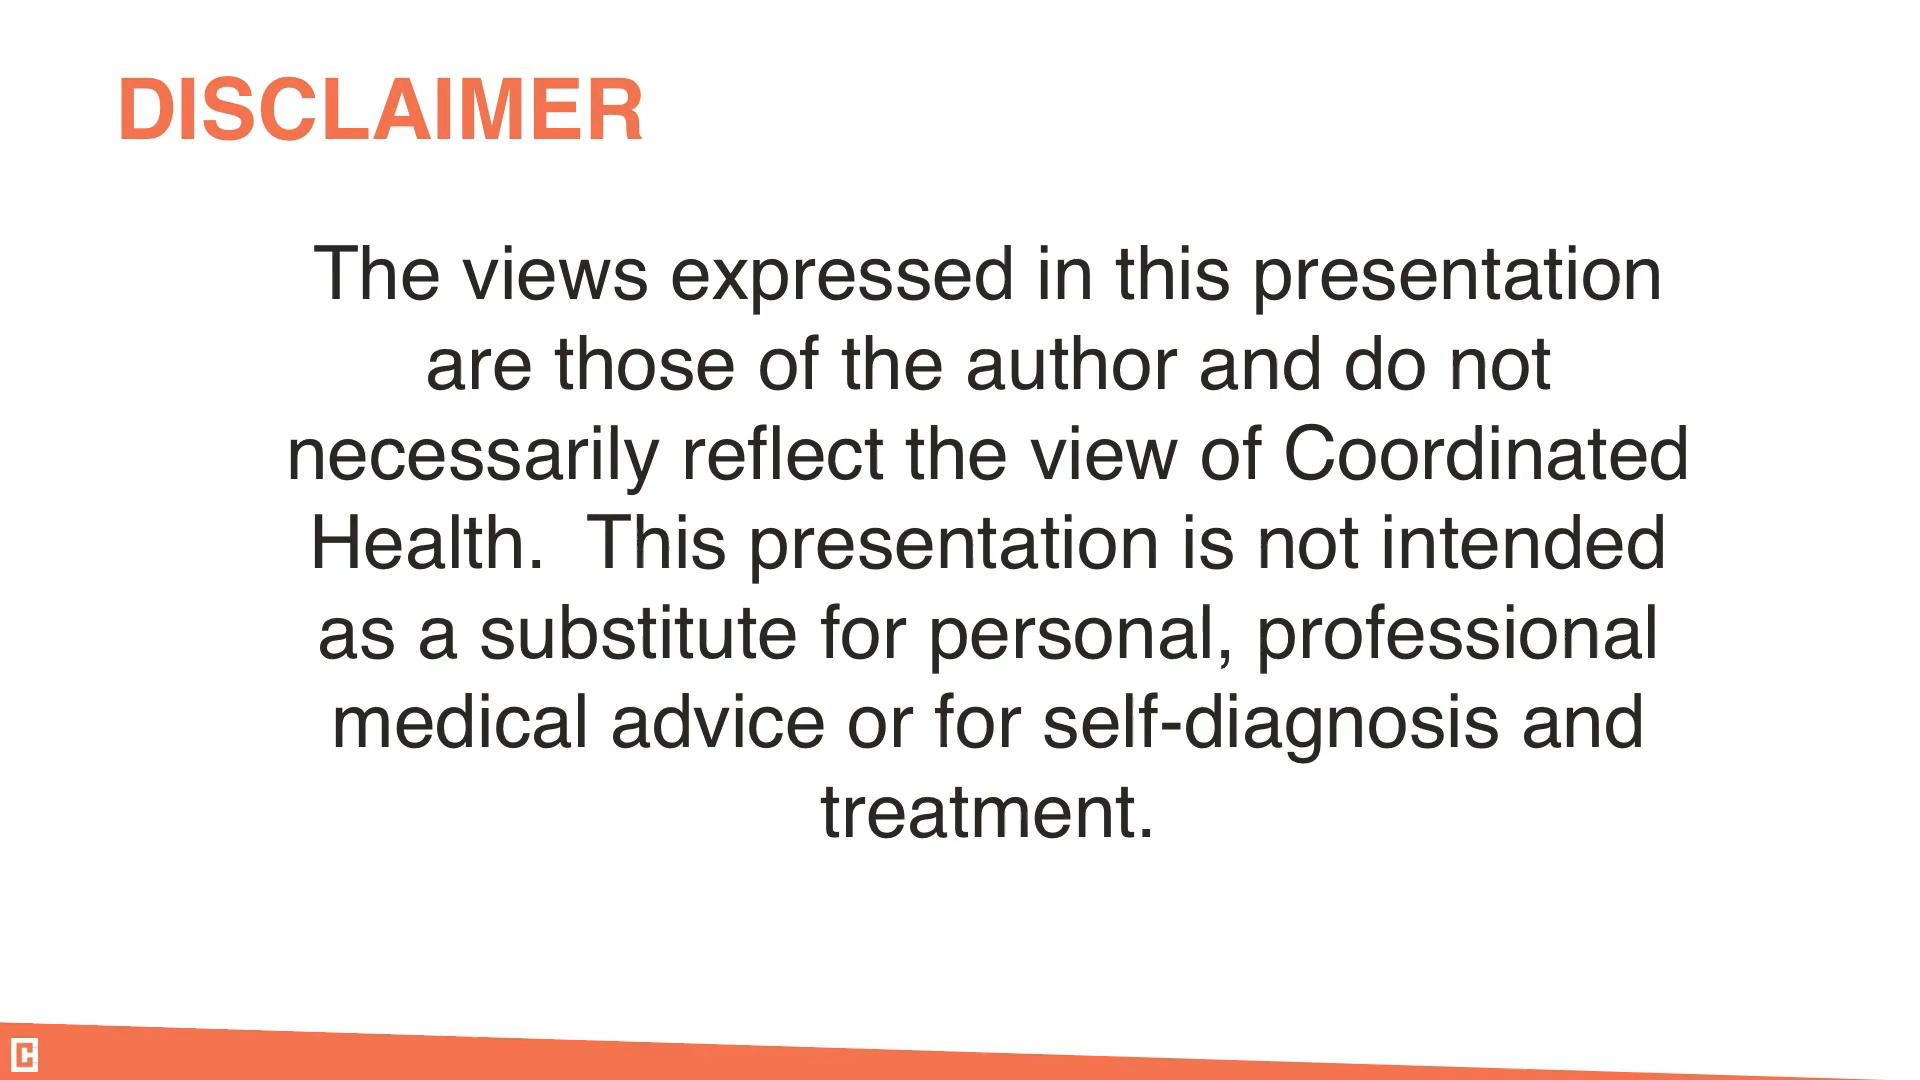 DISCLAIMER
The views expressed in this presentation
are those of the author and do not
necessarily reflect the view of Coordinated
Health.  This presentation is not intended
as a substitute for personal, professional
medical advice or for self-diagnosis and
treatment.